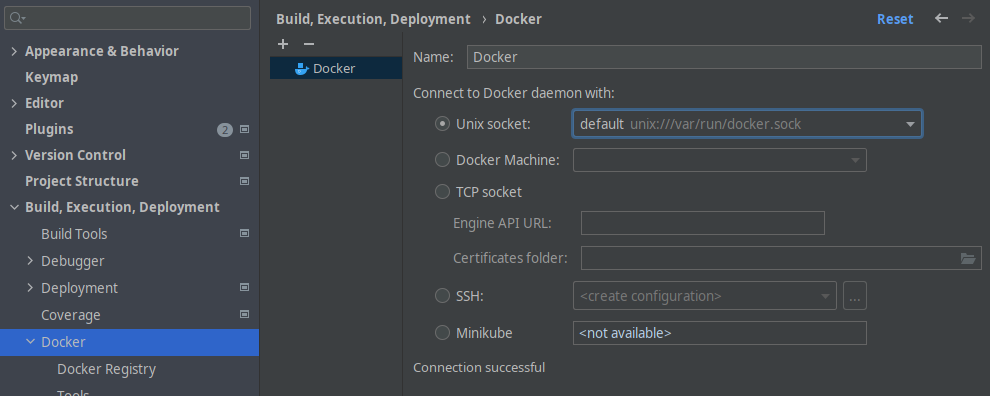 Appearance & Behavior
Keymap
Editor
Plugins 2
Version Control
Project Structure
Build, Execution, Deployment
Build Tools
Debugger
Deployment
Coverage
Docker
Docker Registry
Tools
Build, Execution, Deployment › Docker Reset
Docker
Name: Docker
Connect to Docker daemon with:
Unix socket: default unix:///var/run/docker.sock
Docker Machine:
TCP socket
Engine API URL:
Certificates folder:
SSH: <create configuration> ...
Minikube <not available>
Connection successful